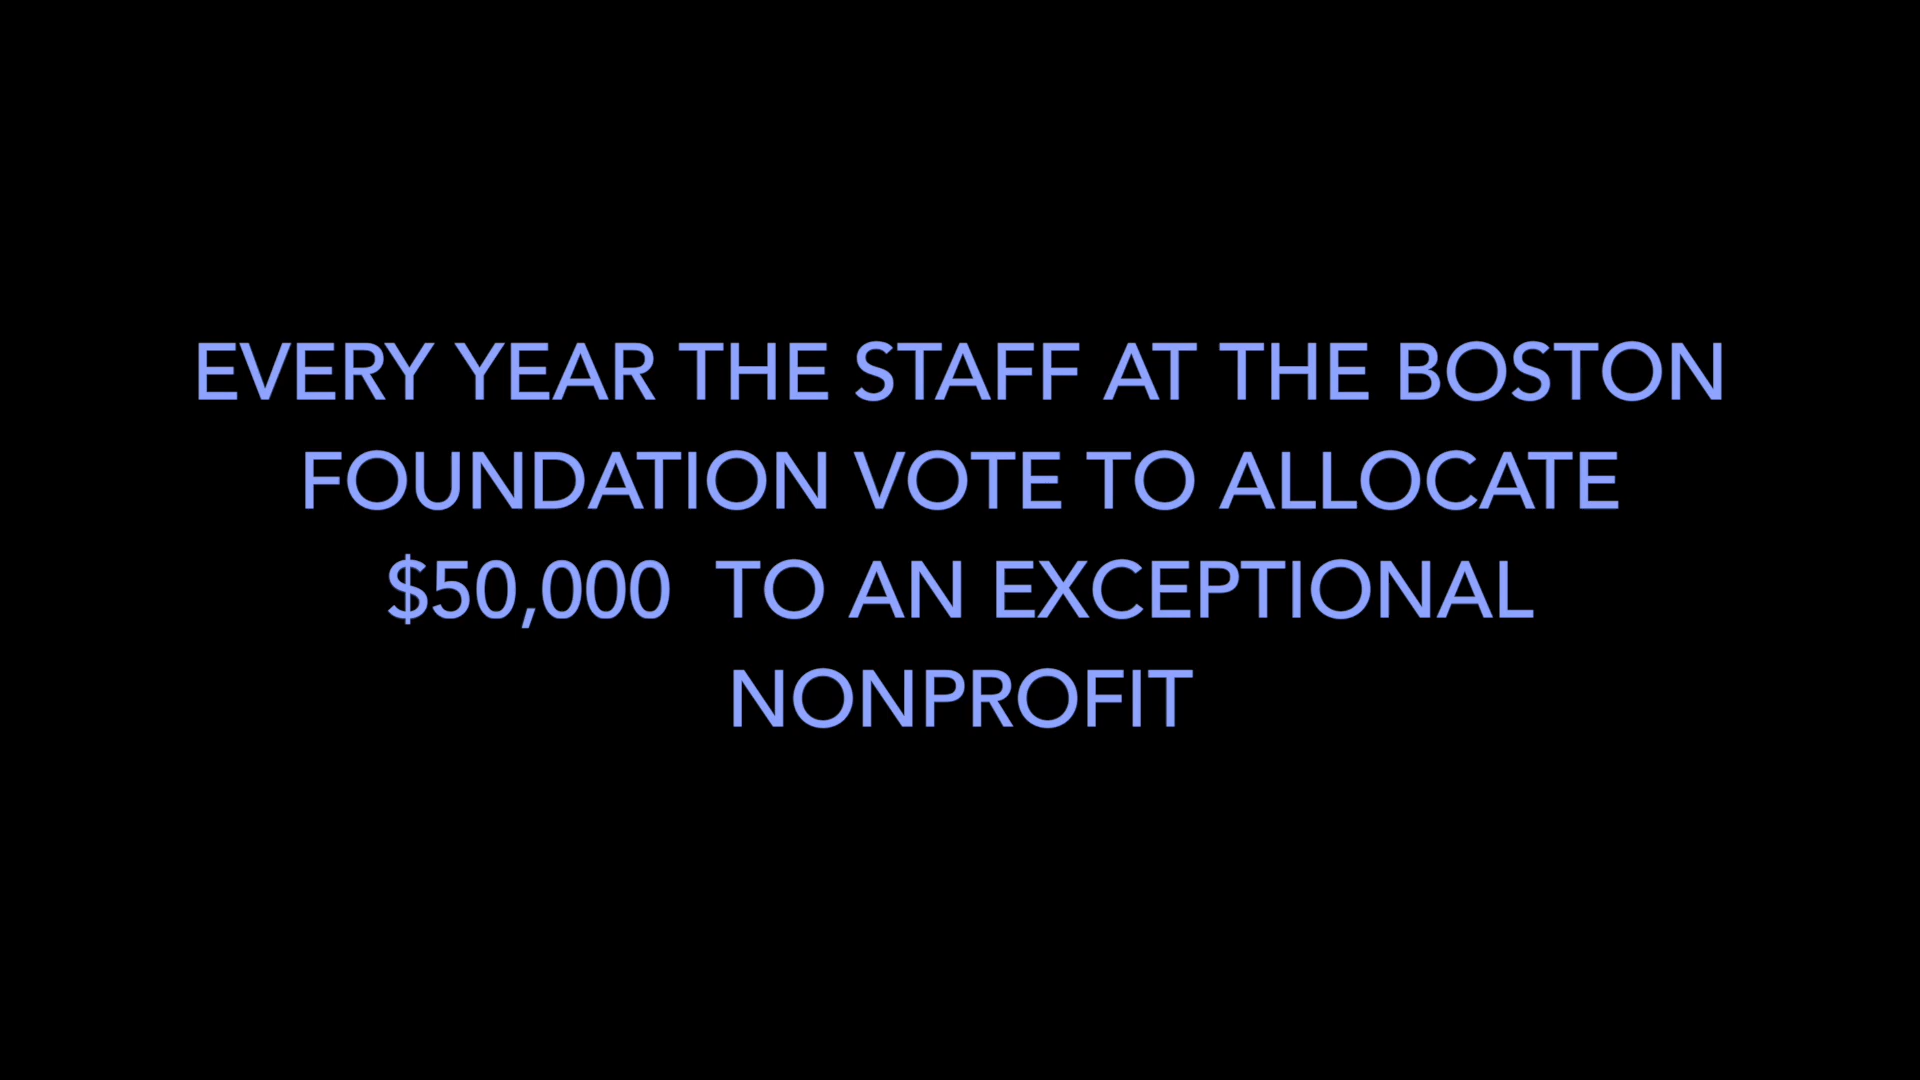 EVERY YEAR THE STAFF AT THE BOSTON
FOUNDATION VOTE TO ALLOCATE
$50,000  TO AN EXCEPTIONAL
NONPROFIT